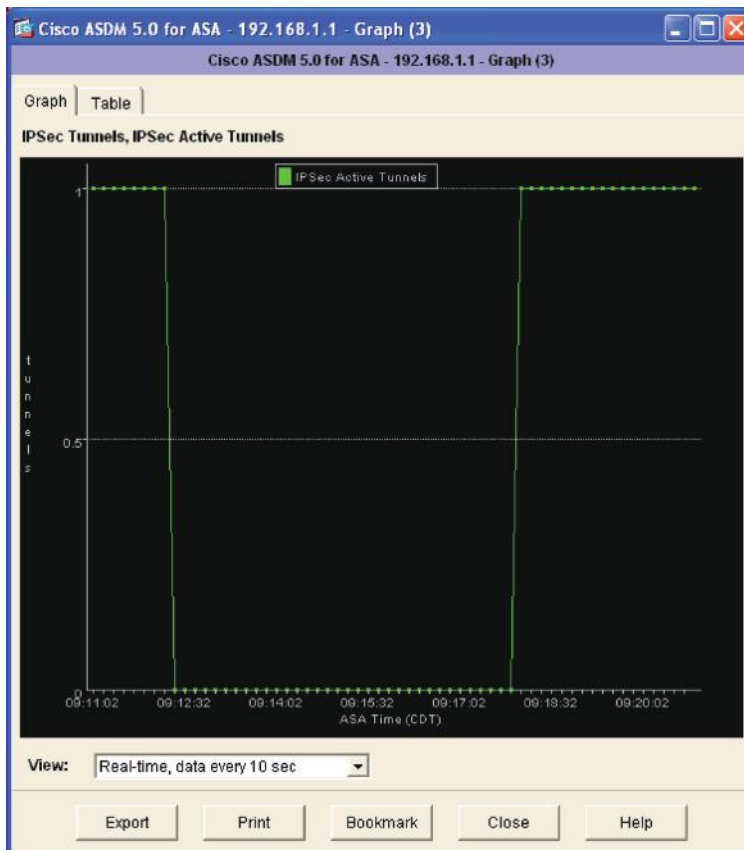 Cisco ASDM 5.0 for ASA - 192.168.1.1 - Graph (3)
Cisco ASDM 5.0 for ASA - 192.168.1.1 - Graph (3)
Graph
Table
IPSec Tunnels, IPSec Active Tunnels
IPSec Active Tunnels
1
tunnels
0.5
0
09:11:02 09:12:32 09:14:02 09:15:32 09:17:02 09:18:32 09:20:02
ASA Time (CDT)
View: Real-time, data every 10 sec
Export Print Bookmark Close Help